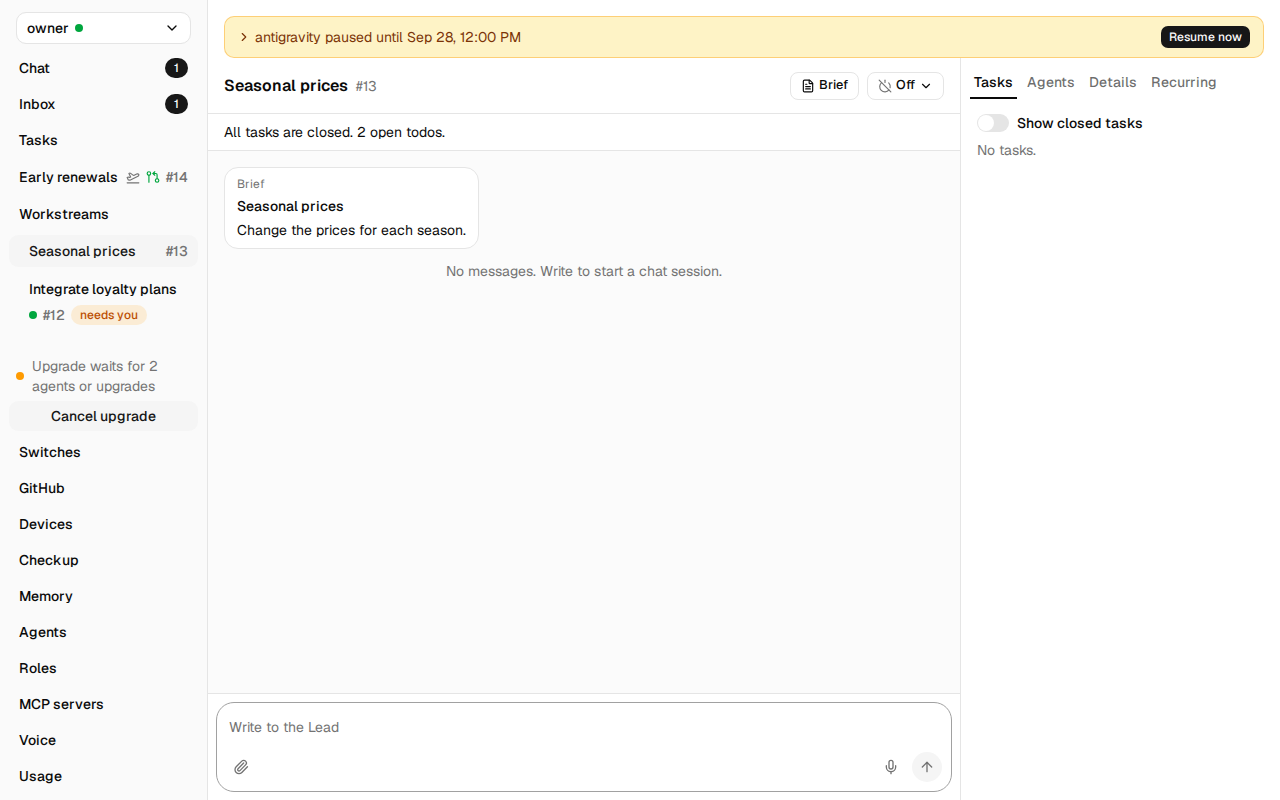 owner
Chat 1
Inbox 1
Tasks
Early renewals #14
Workstreams
Seasonal prices #13
Integrate loyalty plans
#12 needs you
Upgrade waits for 2
agents or upgrades
Cancel upgrade
Switches
GitHub
Devices
Checkup
Memory
Agents
Roles
MCP servers
Voice
Usage
antigravity paused until Sep 28, 12:00 PM Resume now
Seasonal prices #13 Brief Off
All tasks are closed. 2 open todos.
Brief
Seasonal prices
Change the prices for each season.
No messages. Write to start a chat session.
Write to the Lead
Tasks Agents Details Recurring
Show closed tasks
No tasks.